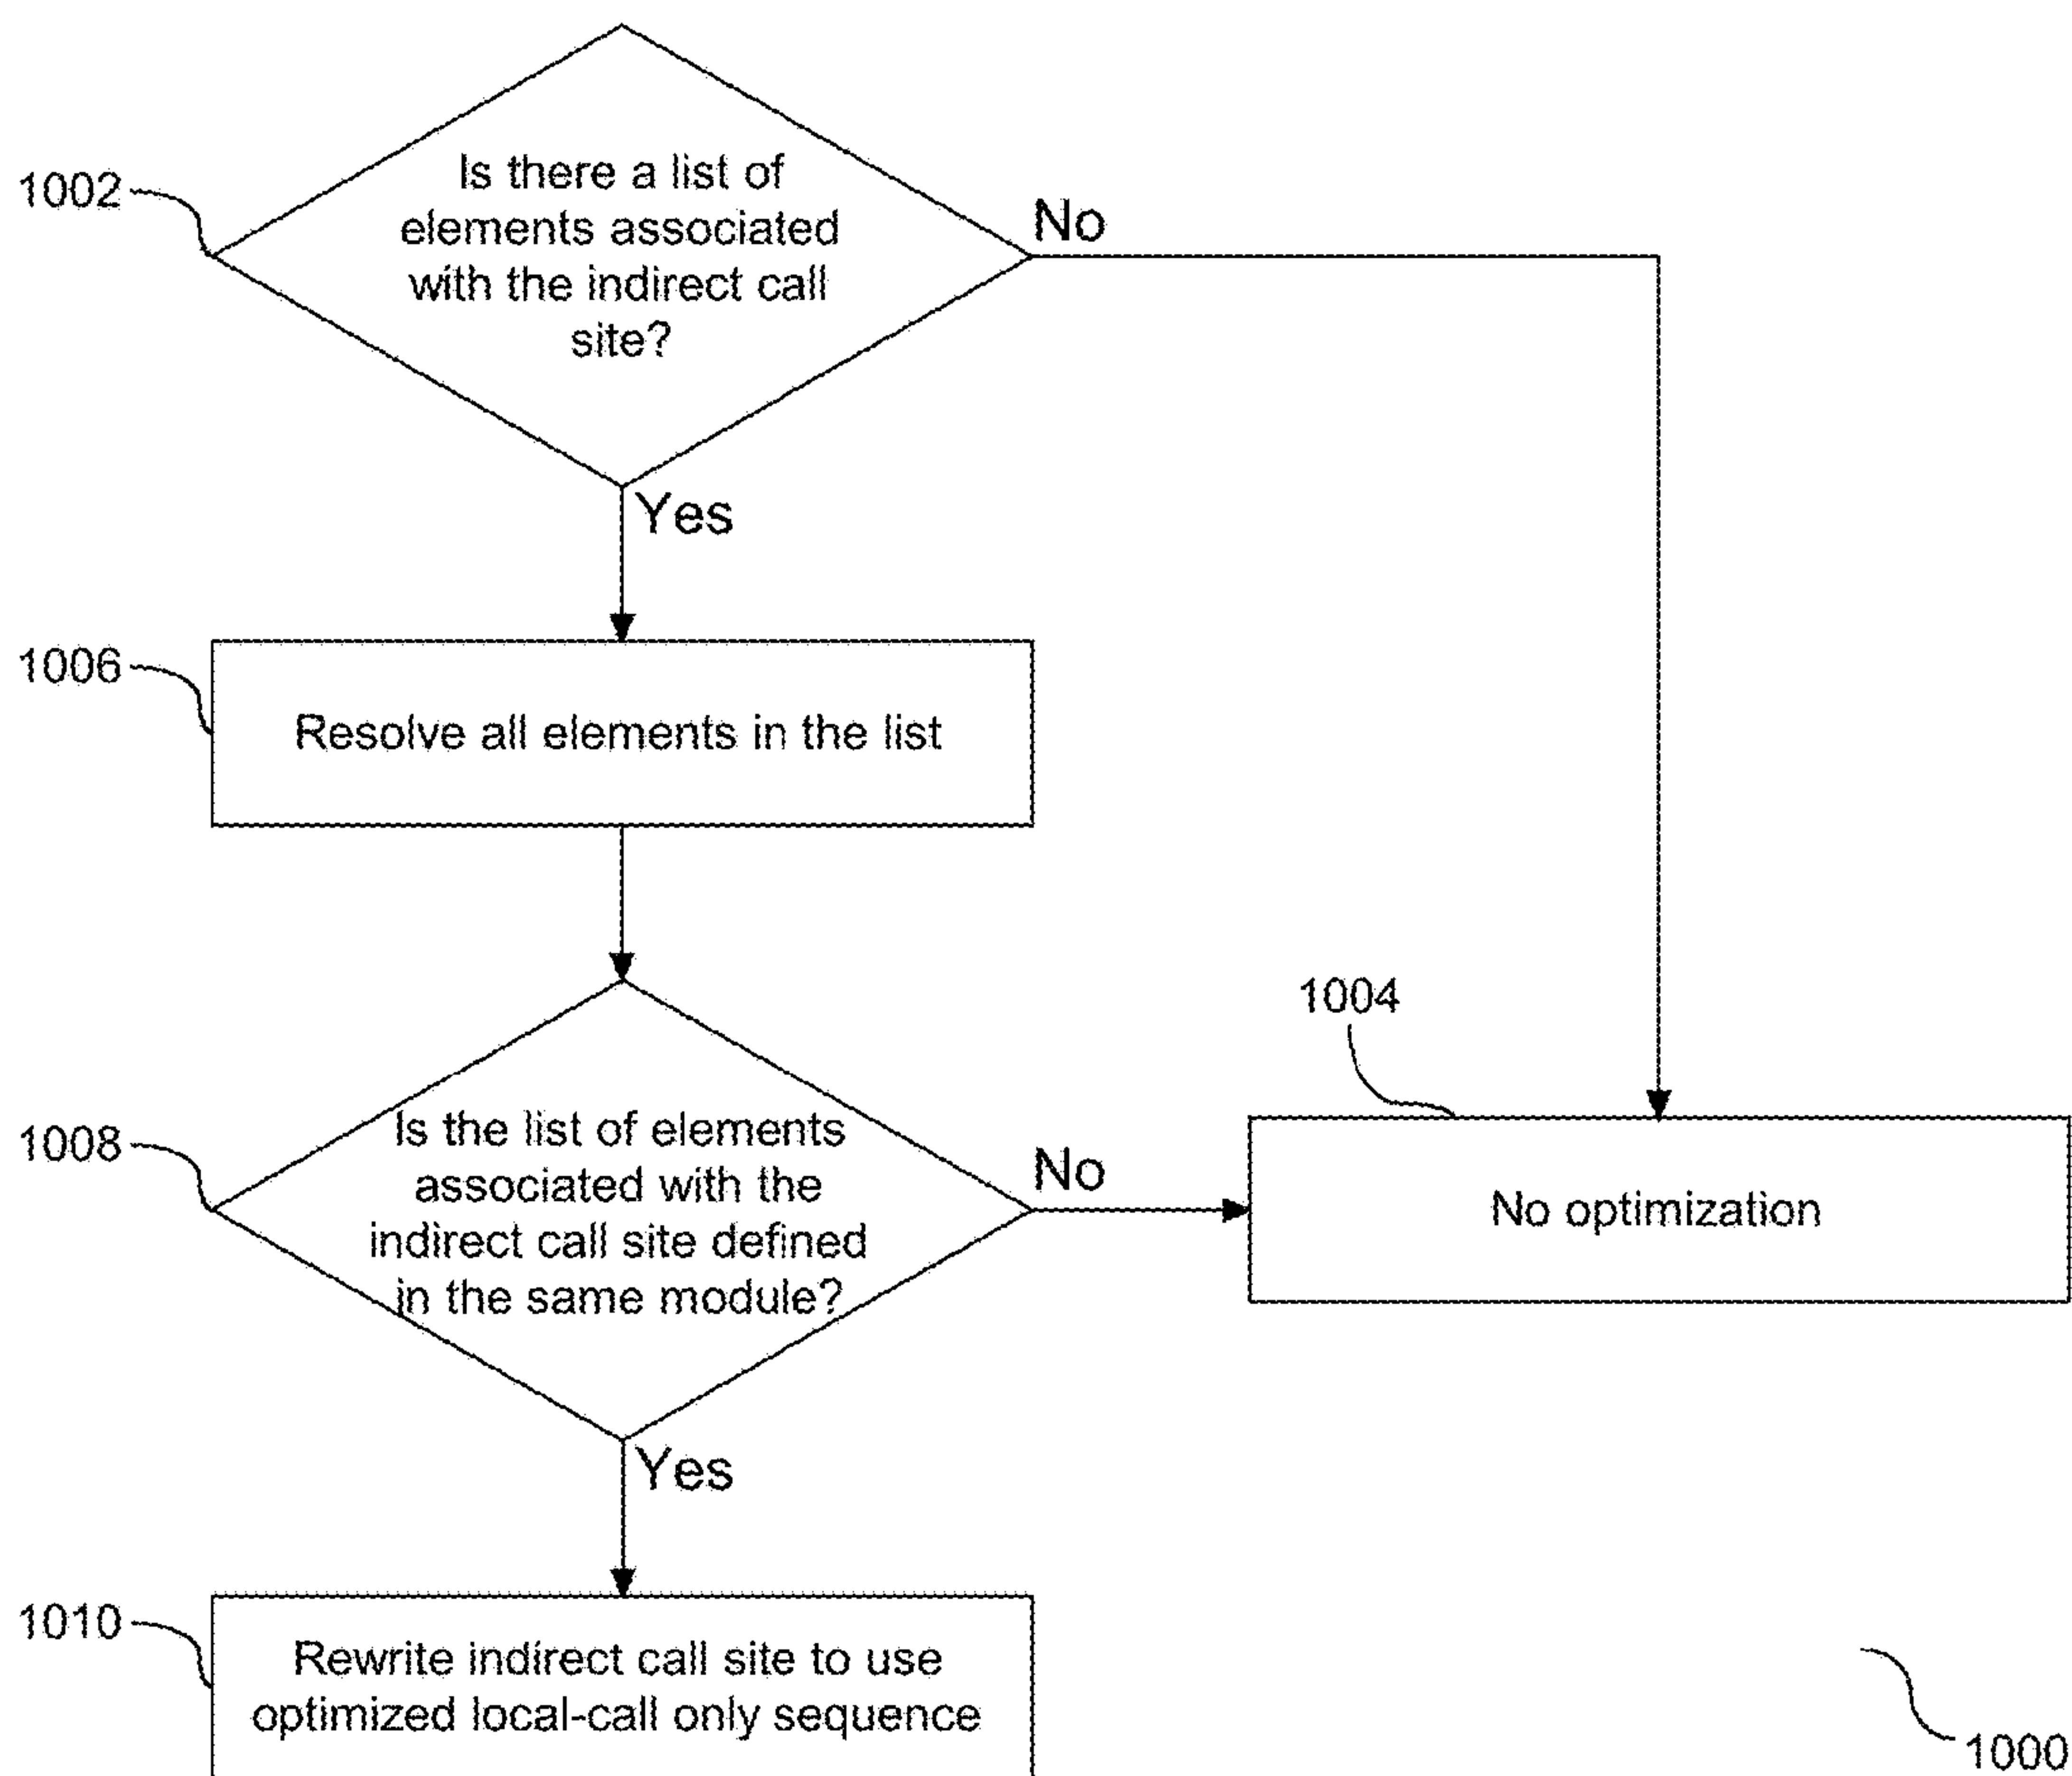 1002
Is there a list of
elements associated
with the indirect call
site?
No
Yes
1006
Resolve all elements in the list
1004
1008
Is the list of elements
associated with the
indirect call site defined
in the same module?
No
No optimization
Yes
1010
Rewrite indirect call site to use
optimized local-call only sequence
1000